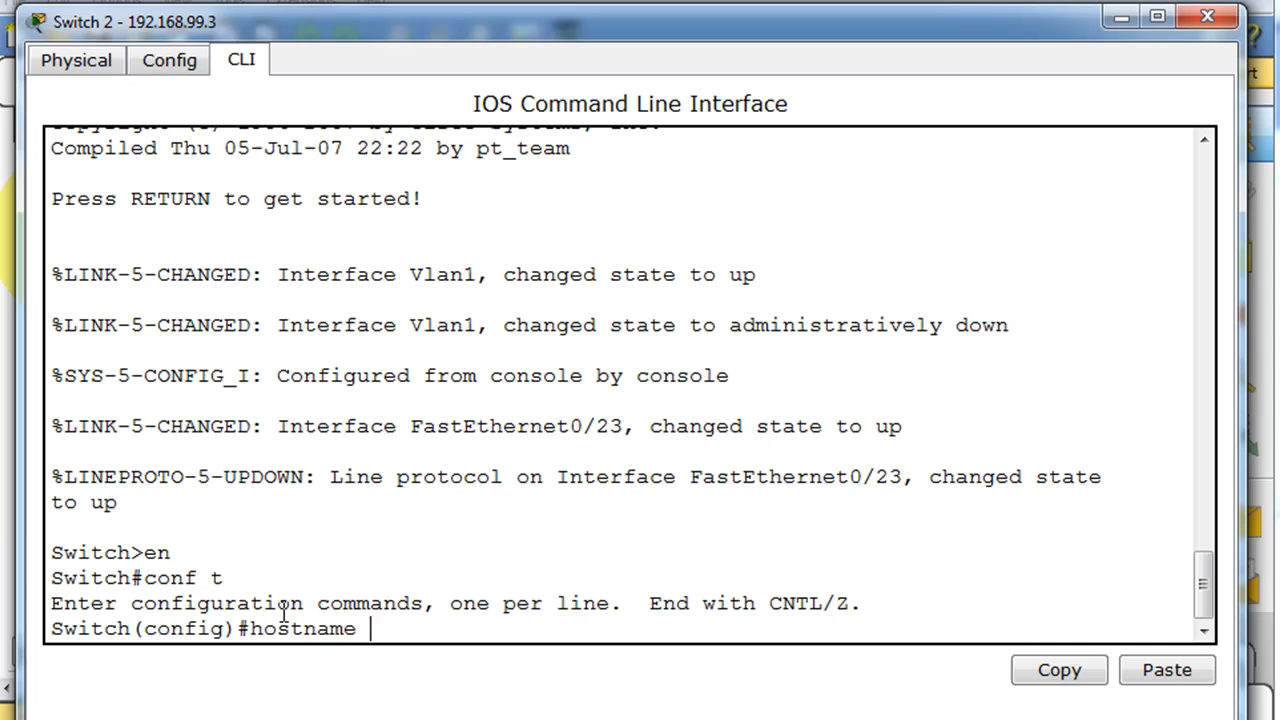 Switch 2 - 192.168.99.3
Physical
Config
CLI
IOS Command Line Interface
Compiled Thu 05-Jul-07 22:22 by pt_team
Press RETURN to get started!
%LINK-5-CHANGED: Interface Vlan1, changed state to up
%LINK-5-CHANGED: Interface Vlan1, changed state to administratively down
%SYS-5-CONFIG_I: Configured from console by console
%LINK-5-CHANGED: Interface FastEthernet0/23, changed state to up
%LINEPROTO-5-UPDOWN: Line protocol on Interface FastEthernet0/23, changed state
to up
Switch>en
Switch#conf t
Enter configuration commands, one per line.  End with CNTL/Z.
Switch(config)#hostname
Copy
Paste